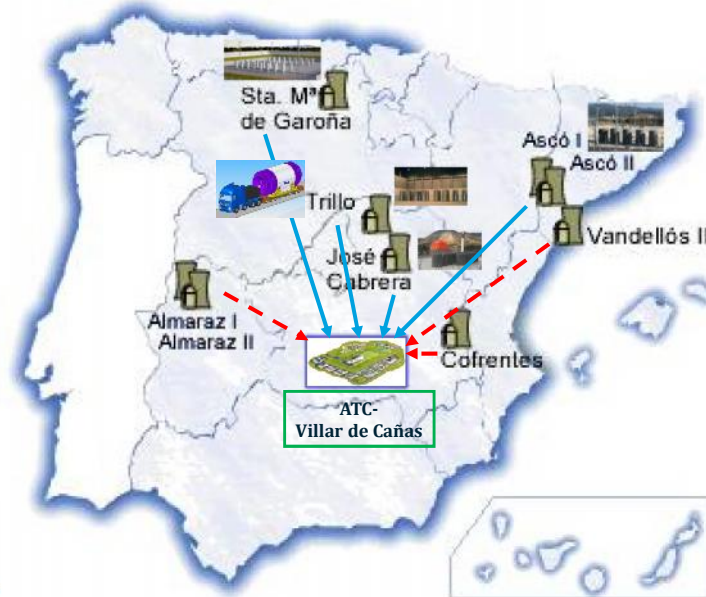 Sta. Mª
de Garoña
Ascó I
Ascó II
Trillo
Vandellós II
José
Cabrera
Almaraz I
Almaraz II
Cofrentes
ATC-
Villar de Cañas